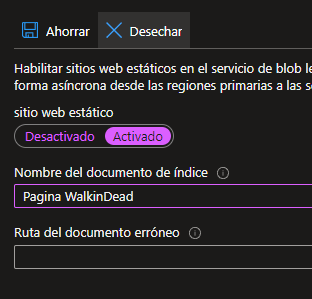 Ahorrar
Desechar
Habilitar sitios web estáticos en el servicio de blob le
forma asíncrona desde las regiones primarias a las s
sitio web estático
Desactivado
Activado
Nombre del documento de índice
Pagina WalkinDead
Ruta del documento erróneo